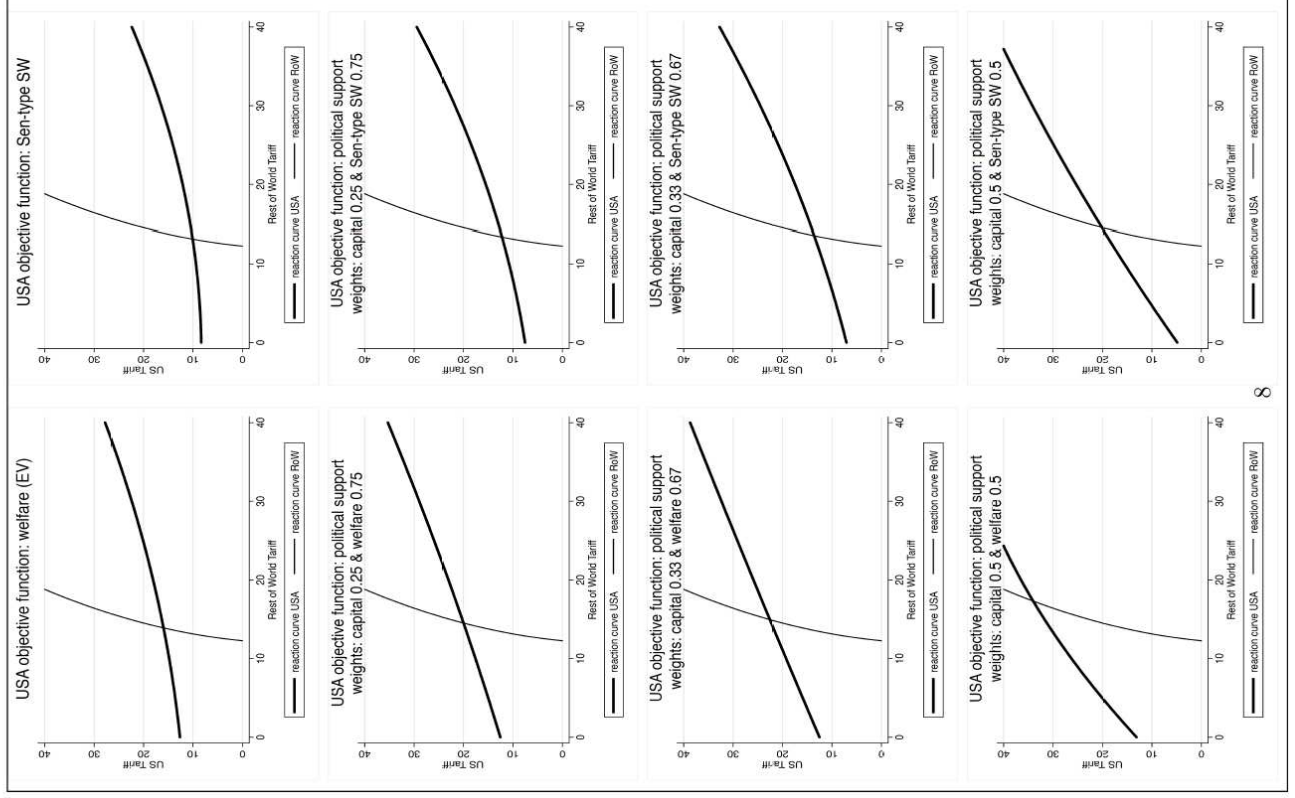 USA objective function: welfare (EV)
40
30
20
10
0
US Tariff
0 10 20 30 40
Rest of World Tariff
reaction curve USA reaction curve RoW
USA objective function: Sen-type SW
40
30
20
10
0
US Tariff
0 10 20 30 40
Rest of World Tariff
reaction curve USA reaction curve RoW
USA objective function: political support
weights: capital 0.25 & welfare 0.75
40
30
20
10
0
US Tariff
0 10 20 30 40
Rest of World Tariff
reaction curve USA reaction curve RoW
USA objective function: political support
weights: capital 0.25 & Sen-type SW 0.75
40
30
20
10
0
US Tariff
0 10 20 30 40
Rest of World Tariff
reaction curve USA reaction curve RoW
USA objective function: political support
weights: capital 0.33 & welfare 0.67
40
30
20
10
0
US Tariff
0 10 20 30 40
Rest of World Tariff
reaction curve USA reaction curve RoW
USA objective function: political support
weights: capital 0.33 & Sen-type SW 0.67
40
30
20
10
0
US Tariff
0 10 20 30 40
Rest of World Tariff
reaction curve USA reaction curve RoW
USA objective function: political support
weights: capital 0.5 & welfare 0.5
40
30
20
10
0
US Tariff
0 10 20 30 40
Rest of World Tariff
reaction curve USA reaction curve RoW
USA objective function: political support
weights: capital 0.5 & Sen-type SW 0.5
40
30
20
10
0
US Tariff
0 10 20 30 40
Rest of World Tariff
reaction curve USA reaction curve RoW
8